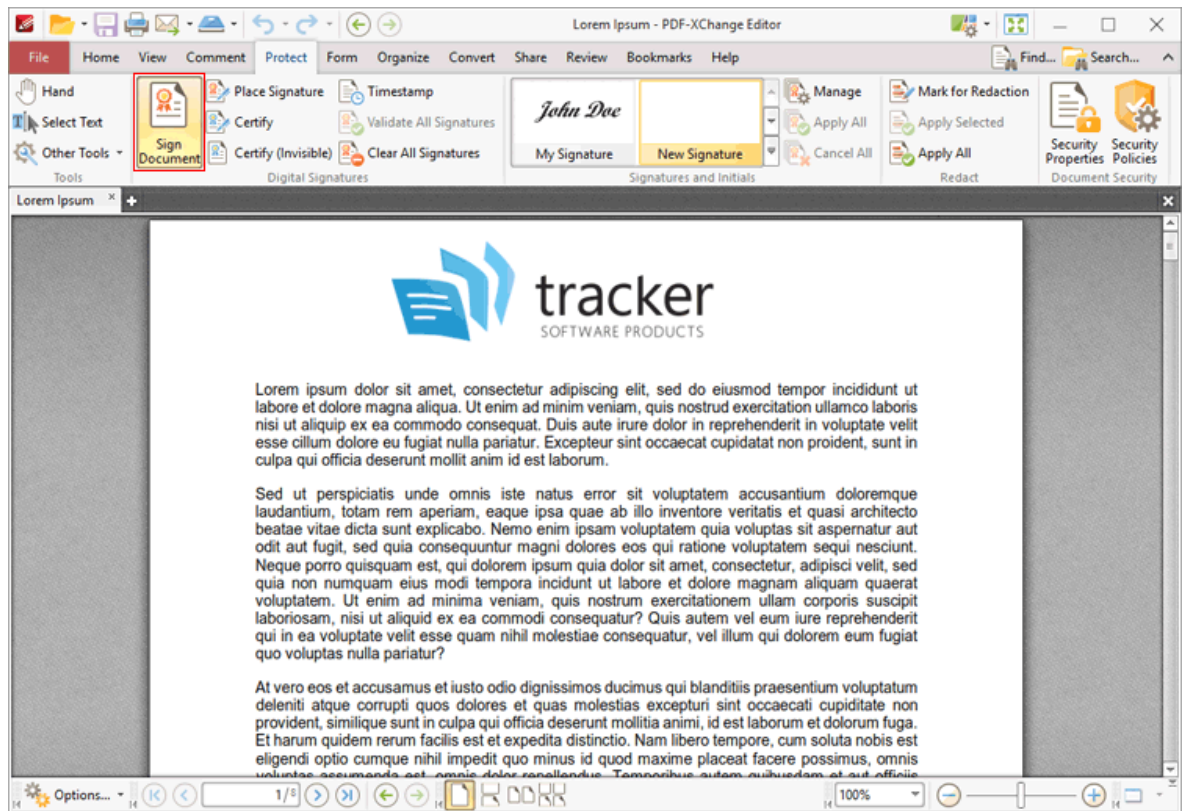 Lorem Ipsum - PDF-XChange Editor
File Home View Comment Protect Form Organize Convert Share Review Bookmarks Help Find... Search...
Hand
Select Text
Other Tools
Tools
Sign
Document
Place Signature
Certify
Certify (Invisible)
Timestamp
Validate All Signatures
Clear All Signatures
Digital Signatures
John Doe
My Signature
New Signature
Manage
Apply All
Cancel All
Signatures and Initials
Mark for Redaction
Apply Selected
Apply All
Redact
Security
Properties
Security
Policies
Document Security
Lorem Ipsum
tracker
SOFTWARE PRODUCTS
Lorem ipsum dolor sit amet, consectetur adipiscing elit, sed do eiusmod tempor incididunt ut
labore et dolore magna aliqua. Ut enim ad minim veniam, quis nostrud exercitation ullamco laboris
nisi ut aliquip ex ea commodo consequat. Duis aute irure dolor in reprehenderit in voluptate velit
esse cillum dolore eu fugiat nulla pariatur. Excepteur sint occaecat cupidatat non proident, sunt in
culpa qui officia deserunt mollit anim id est laborum.
Sed ut perspiciatis unde omnis iste natus error sit voluptatem accusantium doloremque
laudantium, totam rem aperiam, eaque ipsa quae ab illo inventore veritatis et quasi architecto
beatae vitae dicta sunt explicabo. Nemo enim ipsam voluptatem quia voluptas sit aspernatur aut
odit aut fugit, sed quia consequuntur magni dolores eos qui ratione voluptatem sequi nesciunt.
Neque porro quisquam est, qui dolorem ipsum quia dolor sit amet, consectetur, adipisci velit, sed
quia non numquam eius modi tempora incidunt ut labore et dolore magnam aliquam quaerat
voluptatem. Ut enim ad minima veniam, quis nostrum exercitationem ullam corporis suscipit
laboriosam, nisi ut aliquid ex ea commodi consequatur? Quis autem vel eum iure reprehenderit
qui in ea voluptate velit esse quam nihil molestiae consequatur, vel illum qui dolorem eum fugiat
quo voluptas nulla pariatur?
At vero eos et accusamus et iusto odio dignissimos ducimus qui blanditiis praesentium voluptatum
deleniti atque corrupti quos dolores et quas molestias excepturi sint occaecati cupiditate non
provident, similique sunt in culpa qui officia deserunt mollitia animi, id est laborum et dolorum fuga.
Et harum quidem rerum facilis est et expedita distinctio. Nam libero tempore, cum soluta nobis est
eligendi optio cumque nihil impedit quo minus id quod maxime placeat facere possimus, omnis
voluptas assumenda est, omnis dolor repellendus. Temporibus autem quibusdam et aut officiis
Options... 1/8 100%